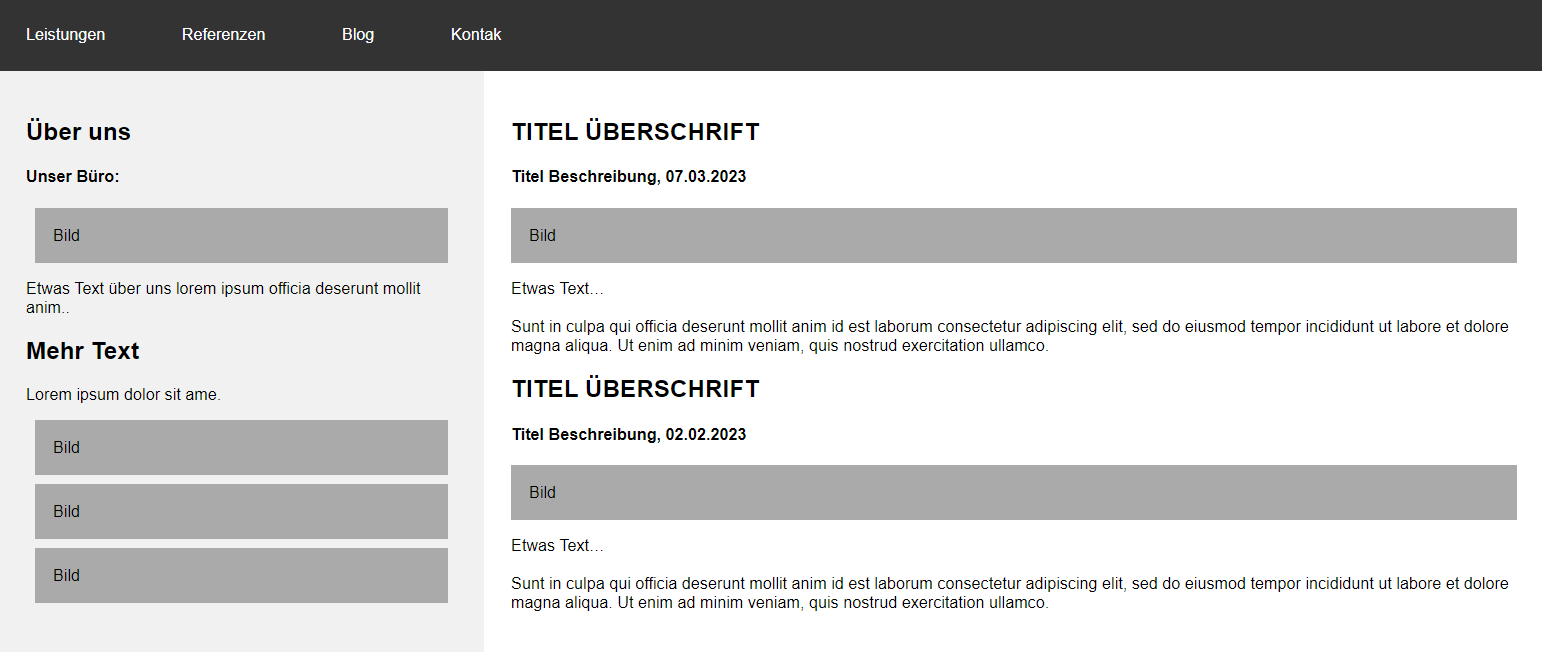 Leistungen Referenzen Blog Kontak
Über uns
Unser Büro:
Bild
Etwas Text über uns lorem ipsum officia deserunt mollit
anim..
Mehr Text
Lorem ipsum dolor sit ame.
Bild
Bild
Bild
TITEL ÜBERSCHRIFT
Titel Beschreibung, 07.03.2023
Bild
Etwas Text…
Sunt in culpa qui officia deserunt mollit anim id est laborum consectetur adipiscing elit, sed do eiusmod tempor incididunt ut labore et dolore
magna aliqua. Ut enim ad minim veniam, quis nostrud exercitation ullamco.
TITEL ÜBERSCHRIFT
Titel Beschreibung, 02.02.2023
Bild
Etwas Text…
Sunt in culpa qui officia deserunt mollit anim id est laborum consectetur adipiscing elit, sed do eiusmod tempor incididunt ut labore et dolore
magna aliqua. Ut enim ad minim veniam, quis nostrud exercitation ullamco.